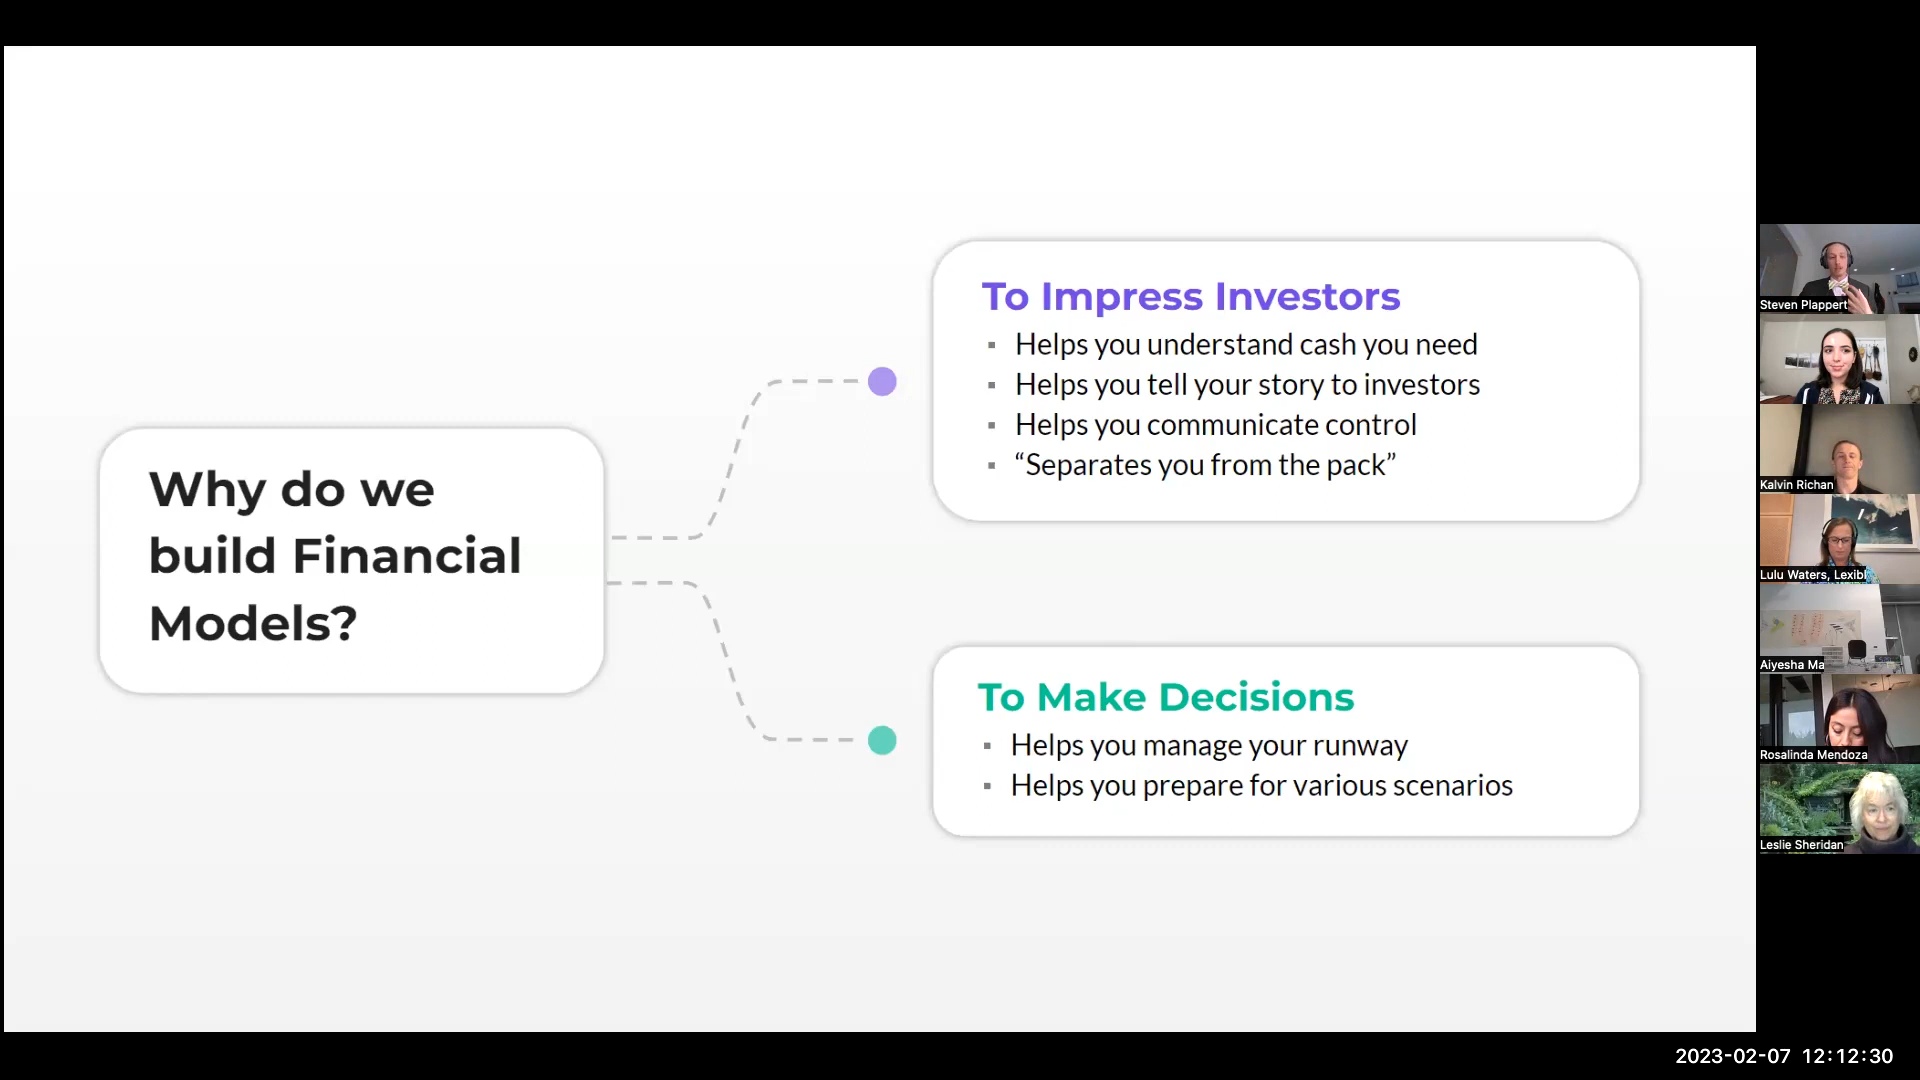 Why do we
build Financial
Models?
To Impress Investors
▪ Helps you understand cash you need
▪ Helps you tell your story to investors
▪ Helps you communicate control
▪ “Separates you from the pack”
To Make Decisions
▪ Helps you manage your runway
▪ Helps you prepare for various scenarios
Steven Plappert
Kalvin Richan
Lulu Waters, Lexibl
Aiyesha Ma
Rosalinda Mendoza
Leslie Sheridan
2023-02-07 12:12:30